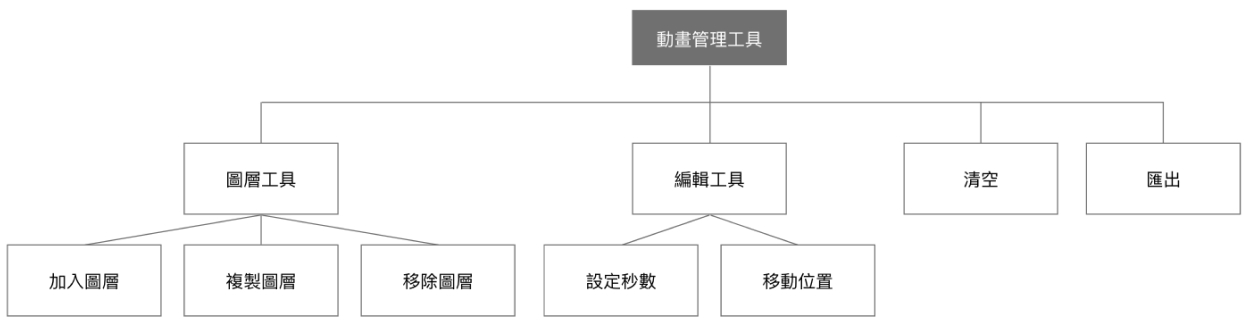 動畫管理工具
圖層工具
編輯工具
清空
匯出
加入圖層
複製圖層
移除圖層
設定秒數
移動位置